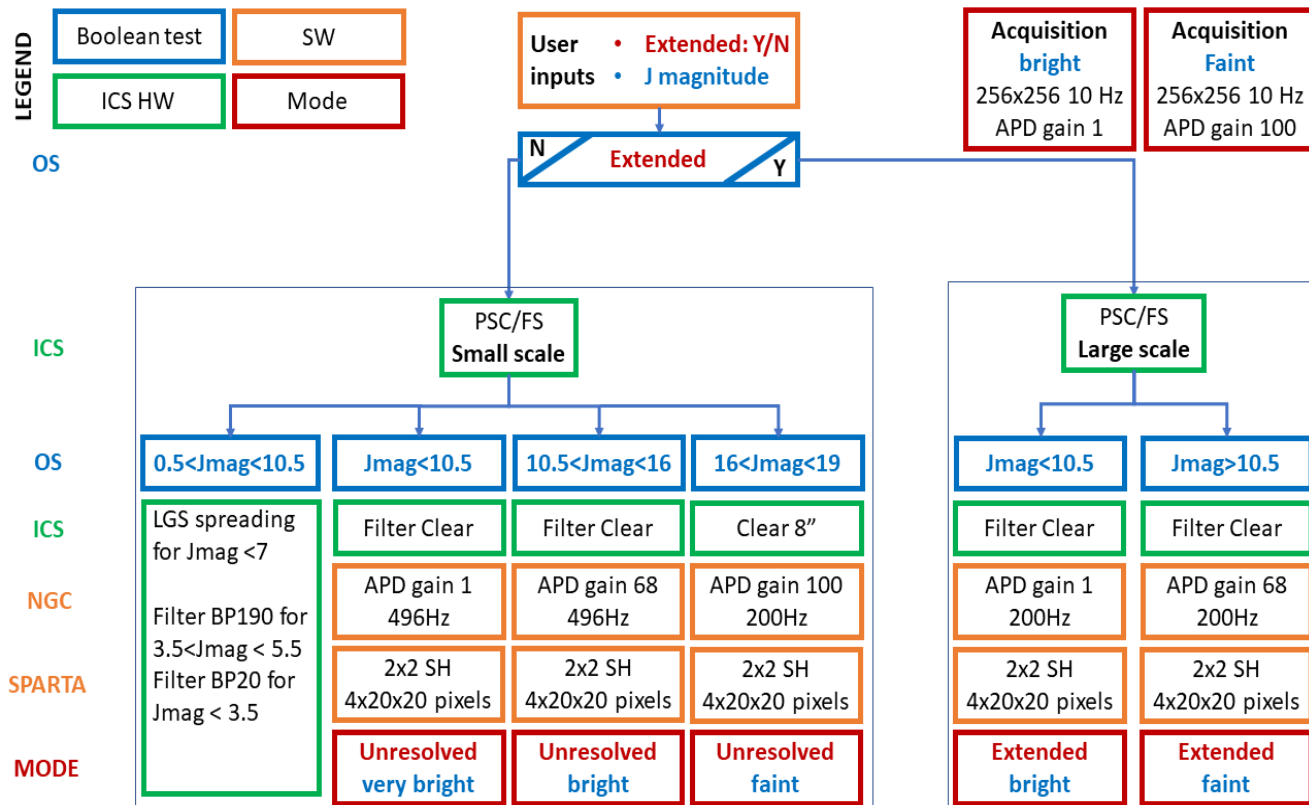 LEGEND
Boolean test
SW
ICS HW
Mode
User inputs
• Extended: Y/N
• J magnitude
Acquisition
bright
256x256 10 Hz
APD gain 1
Acquisition
Faint
256x256 10 Hz
APD gain 100
OS
N
Extended
Y
ICS
PSC/FS
Small scale
PSC/FS
Large scale
OS
0.5<Jmag<10.5
Jmag<10.5
10.5<Jmag<16
16<Jmag<19
Jmag<10.5
Jmag>10.5
ICS
LGS spreading
for Jmag <7
Filter BP190 for
3.5<Jmag < 5.5
Filter BP20 for
Jmag < 3.5
Filter Clear
Filter Clear
Clear 8”
Filter Clear
Filter Clear
NGC
APD gain 1
496Hz
APD gain 68
496Hz
APD gain 100
200Hz
APD gain 1
200Hz
APD gain 68
200Hz
SPARTA
2x2 SH
4x20x20 pixels
2x2 SH
4x20x20 pixels
2x2 SH
4x20x20 pixels
2x2 SH
4x20x20 pixels
2x2 SH
4x20x20 pixels
MODE
Unresolved
very bright
Unresolved
bright
Unresolved
faint
Extended
bright
Extended
faint